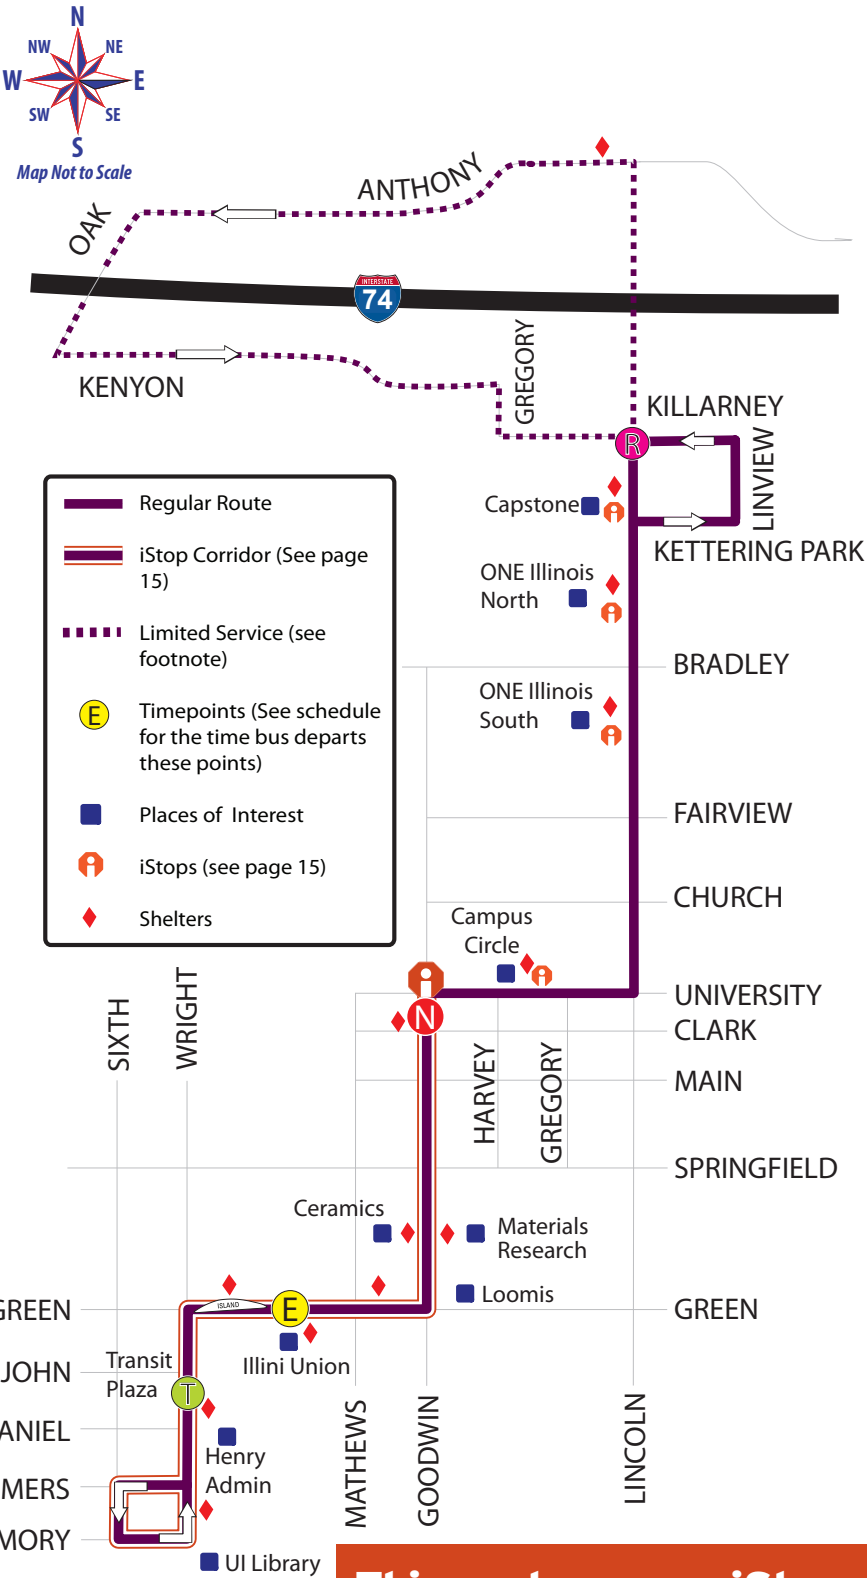 N
NW
NE
W
E
SW
SE
S
Map Not to Scale
ANTHONY
OAK
INTERSTATE
74
KENYON
GREGORY
KILLARNEY
R
LINVIEW
Capstone
KETTERING PARK
ONE Illinois
North
BRADLEY
ONE Illinois
South
FAIRVIEW
CHURCH
Regular Route
iStop Corridor (See page
15)
Limited Service (see
footnote)
E
Timepoints (See schedule
for the time bus departs
these points)
Places of Interest
iStops (see page 15)
Shelters
Campus
Circle
UNIVERSITY
N
CLARK
SIXTH
WRIGHT
HARVEY
GREGORY
MAIN
SPRINGFIELD
Ceramics
Materials
Research
Loomis
GREEN
ISLAND
E
GREEN
Illini Union
JOHN
Transit
Plaza
T
ANIEL
Henry
Admin
MATHEWS
GOODWIN
LINCOLN
MERS
MORY
UI Library